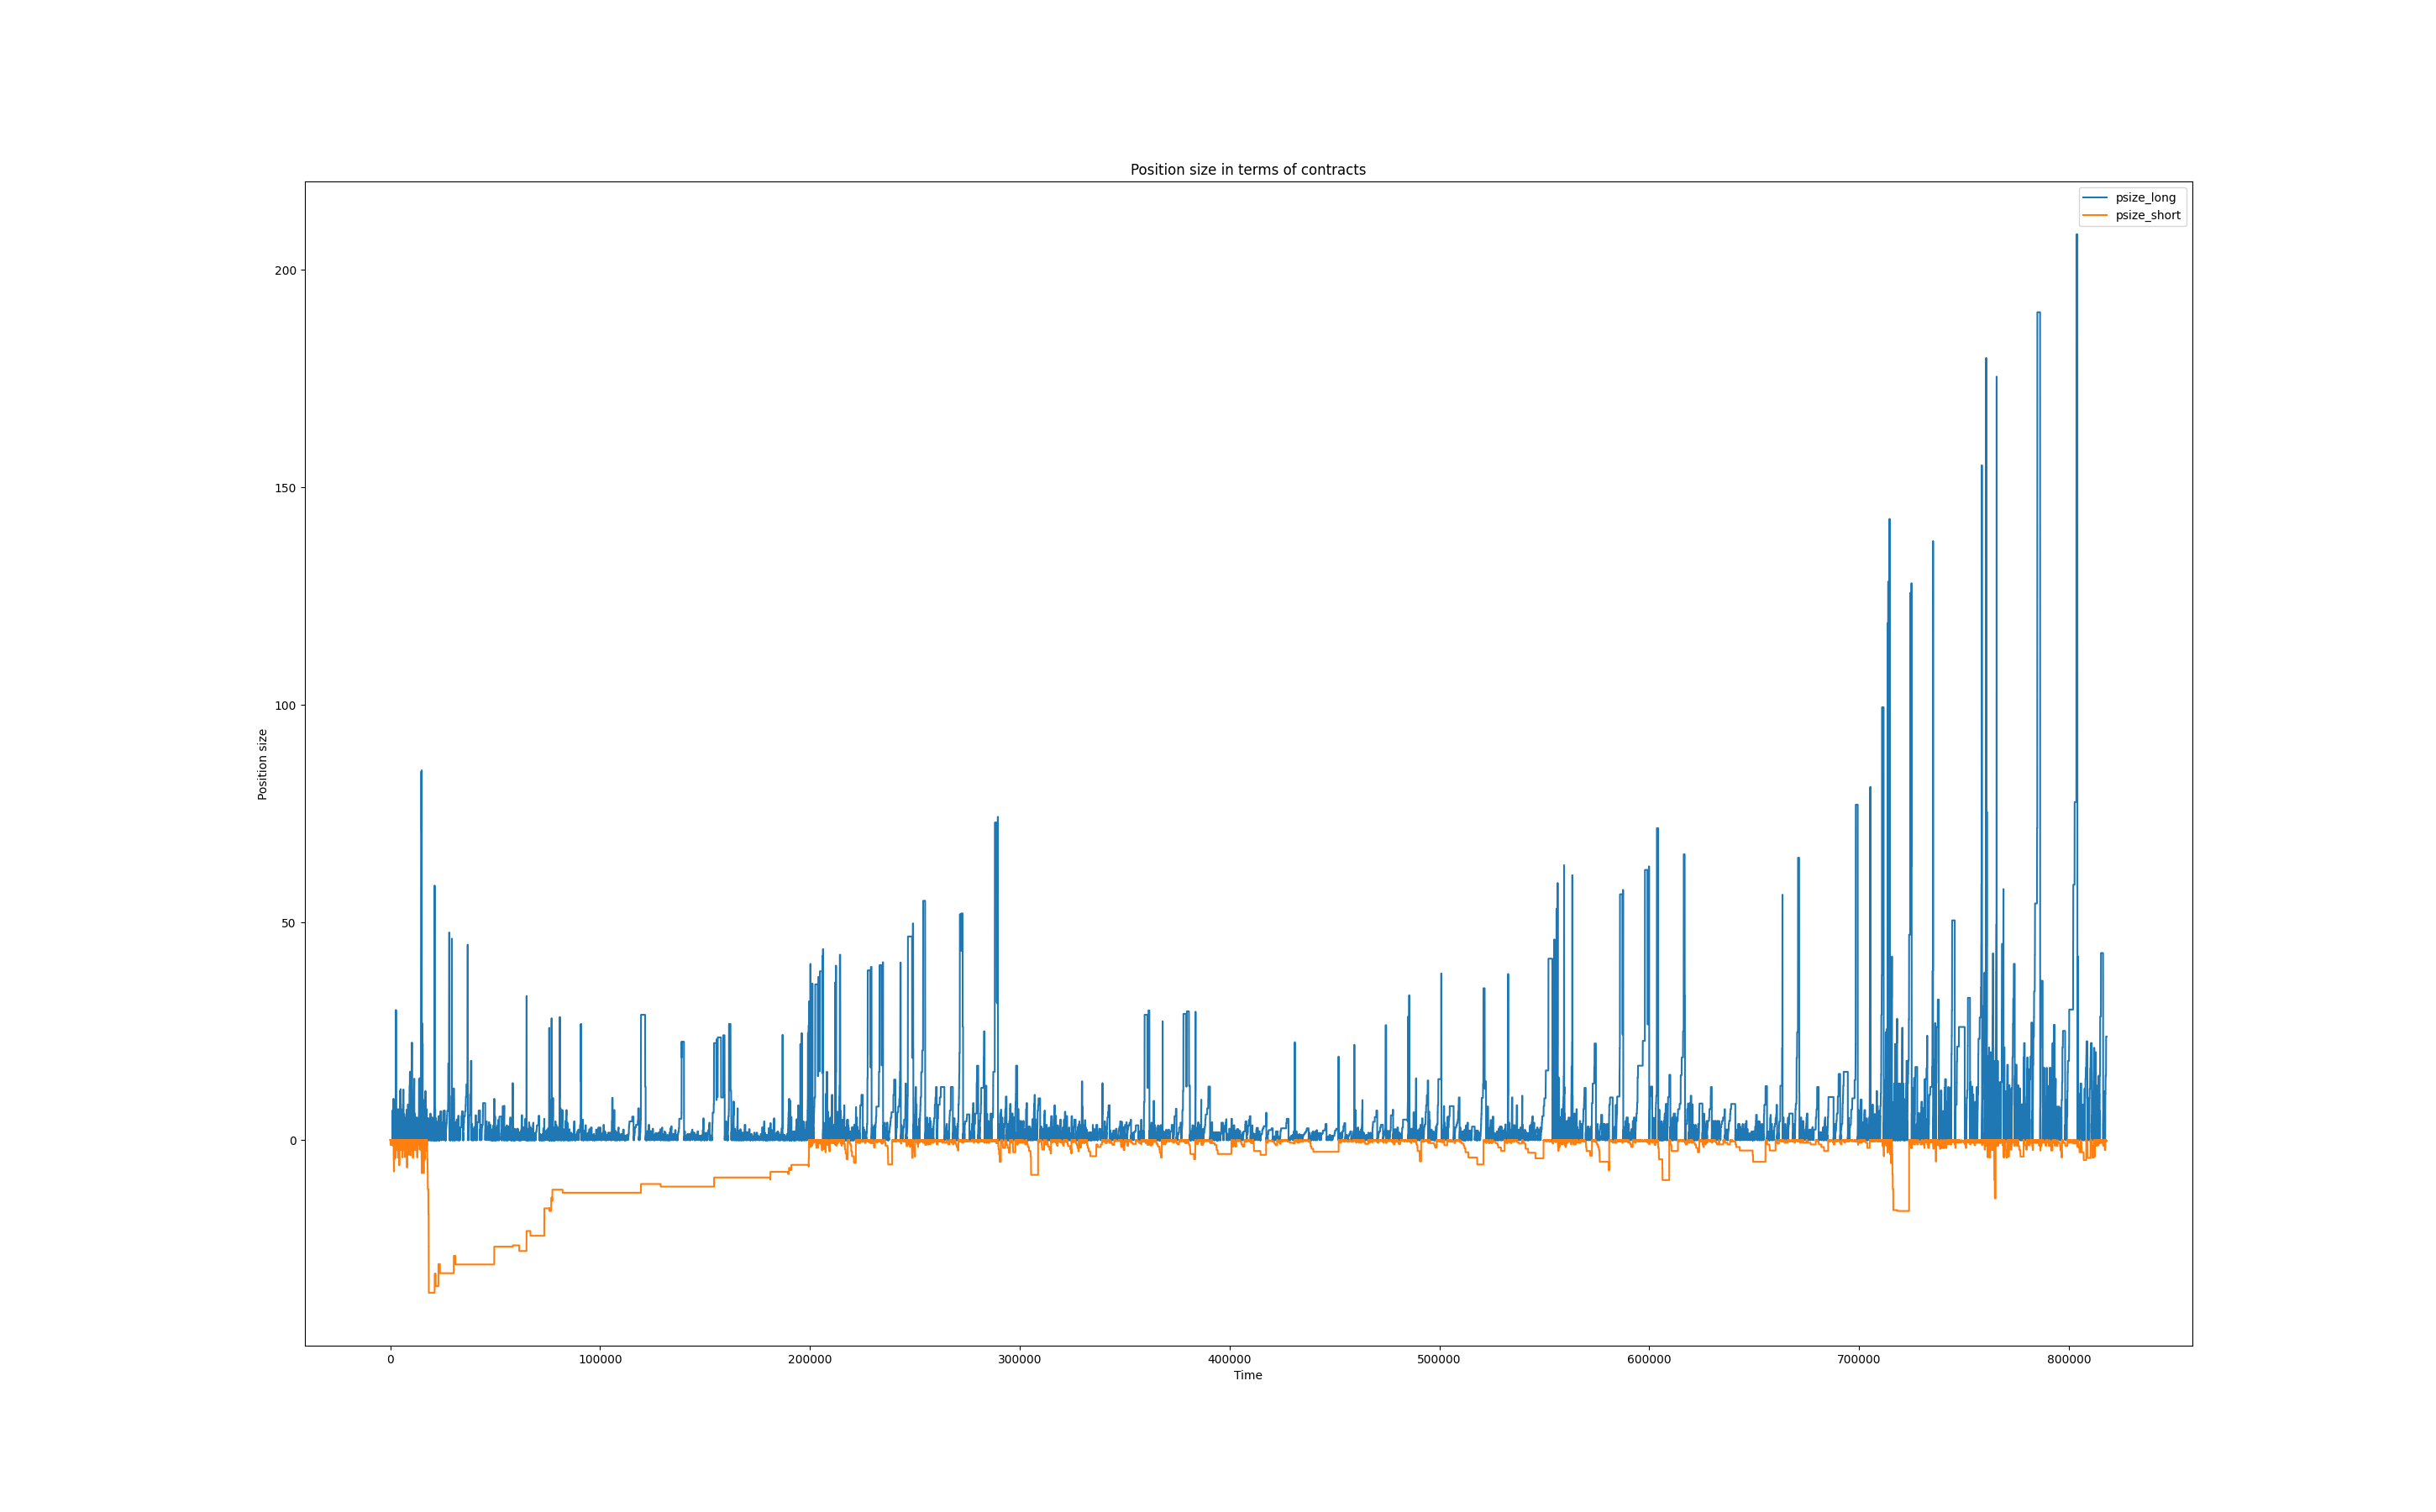 Position size in terms of contracts
psize_long
psize_short
200
150
100
50
0
Position size
0 100000 200000 300000 400000 500000 600000 700000 800000
Time